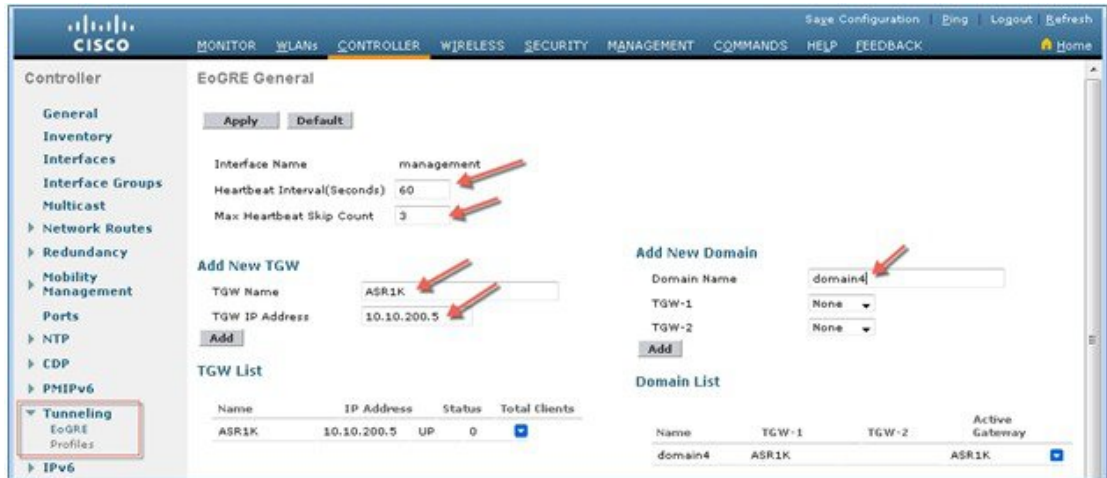 Save Configuration | Ping | Logout | Refresh
CISCO
MONITOR WLANs CONTROLLER WIRELESS SECURITY MANAGEMENT COMMANDS HELP FEEDBACK Home
Controller
General
Inventory
Interfaces
Interface Groups
Multicast
Network Routes
Redundancy
Mobility Management
Ports
NTP
CDP
PMIPv6
Tunneling
EoGRE
Profiles
IPv6
EoGRE General
Apply Default
Interface Name management
Heartbeat Interval(Seconds) 60
Max Heartbeat Skip Count 3
Add New TGW
TGW Name ASR1K
TGW IP Address 10.10.200.5
Add
TGW List
Name IP Address Status Total Clients
ASR1K 10.10.200.5 UP 0
Add New Domain
Domain Name domain4
TGW-1 None
TGW-2 None
Add
Domain List
Name TGW-1 TGW-2 Active Gateway
domain4 ASR1K ASR1K